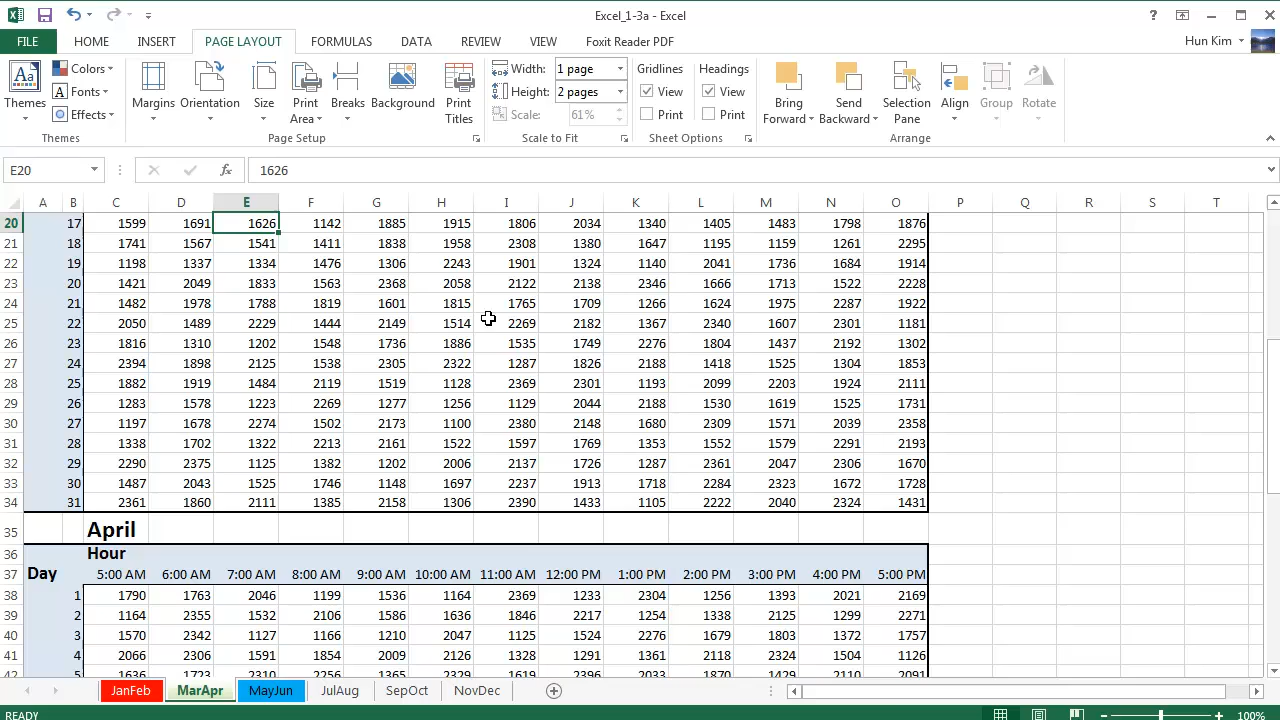 Excel_1-3a - Excel
?
FILE HOME INSERT PAGE LAYOUT FORMULAS DATA REVIEW VIEW Foxit Reader PDF Hun Kim
Themes
Colors
Fonts
Effects
Themes
Margins Orientation Size Print Area Breaks Background Print Titles
Page Setup
Width: 1 page
Height: 2 pages
Scale: 61%
Scale to Fit
Gridlines Headings
View View
Print Print
Sheet Options
Bring Forward Send Backward Selection Pane Align Group Rotate
Arrange
E20 fx 1626
A B C D E F G H I J K L M N O P Q R S T
20 17 1599 1691 1626 1142 1885 1915 1806 2034 1340 1405 1483 1798 1876
21 18 1741 1567 1541 1411 1838 1958 2308 1380 1647 1195 1159 1261 2295
22 19 1198 1337 1334 1476 1306 2243 1901 1324 1140 2041 1736 1684 1914
23 20 1421 2049 1833 1563 2368 2058 2122 2138 2346 1666 1713 1522 2228
24 21 1482 1978 1788 1819 1601 1815 1765 1709 1266 1624 1975 2287 1922
25 22 2050 1489 2229 1444 2149 1514 2269 2182 1367 2340 1607 2301 1181
26 23 1816 1310 1202 1548 1736 1886 1535 1749 2276 1804 1437 2192 1302
27 24 2394 1898 2125 1538 2305 2322 1287 1826 2188 1418 1525 1304 1853
28 25 1882 1919 1484 2119 1519 1128 2369 2301 1193 2099 2203 1924 2111
29 26 1283 1578 1223 2269 1277 1256 1129 2044 2188 1530 1619 1525 1731
30 27 1197 1678 2274 1502 2173 1100 2380 2148 1680 2309 1571 2039 2358
31 28 1338 1702 1322 2213 2161 1522 1597 1769 1353 1552 1579 2291 2193
32 29 2290 2375 1125 1382 1202 2006 2137 1726 1287 2361 2047 2306 1670
33 30 1487 2043 1525 1746 1148 1697 2237 1913 1718 2284 2323 1672 1728
34 31 2361 1860 2111 1385 2158 1306 2390 1433 1105 2222 2040 2324 1431
35 April
36 Hour
37 Day 5:00 AM 6:00 AM 7:00 AM 8:00 AM 9:00 AM 10:00 AM 11:00 AM 12:00 PM 1:00 PM 2:00 PM 3:00 PM 4:00 PM 5:00 PM
38 1 1790 1763 2046 1199 1536 1164 2369 1233 2304 1256 1393 2021 2169
39 2 1164 2355 1532 2106 1586 1636 1846 2217 1254 1338 2125 1299 2271
40 3 1570 2342 1127 1166 1210 2047 1125 1524 2276 1679 1803 1372 1757
41 4 2066 2306 1591 1854 2009 2126 1328 1291 1361 2118 2324 1504 1126
42 5 1636 1723 2310 2256 1365 2329 1619 2396 2033 1870 1429 2110 2091
JanFeb MarApr MayJun JulAug SepOct NovDec
READY 100%